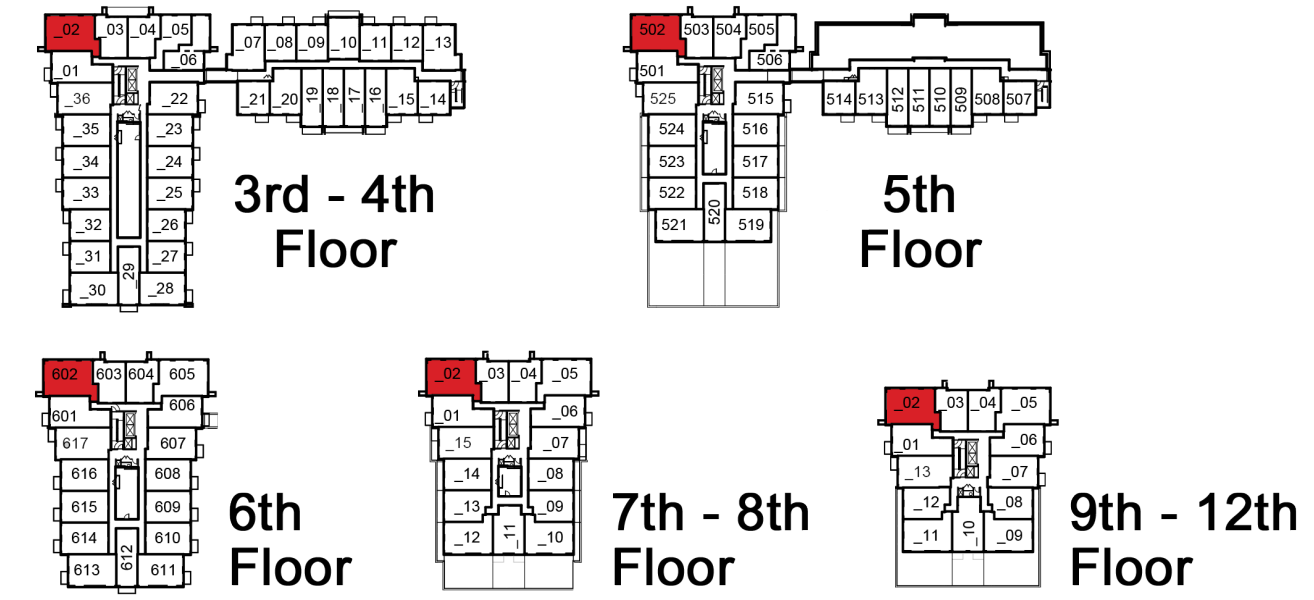 _02 _03 _04 _05
_06
_07 _08 _09 _10 _11 _12 _13
_01
_36 _22
_21 _20 _19 _18 _17 _16 _15 _14
_35 _23
_34 _24
_33 _25
_32 _26
_31 _27
_30 _29 _28
3rd - 4th
Floor
502 503 504 505
506
501
525 515
514 513 512 511 510 509 508 507
524 516
523 517
522 518
521 520 519
5th
Floor
602 603 604 605
606
601
617 607
616 608
615 609
614 610
613 612 611
6th
Floor
_02 _03 _04 _05
_01 _06
_15 _07
_14 _08
_13 _09
_12 _11 _10
7th - 8th
Floor
_02 _03 _04 _05
_01 _06
_13 _07
_12 _08
_11 _10 _09
9th - 12th
Floor